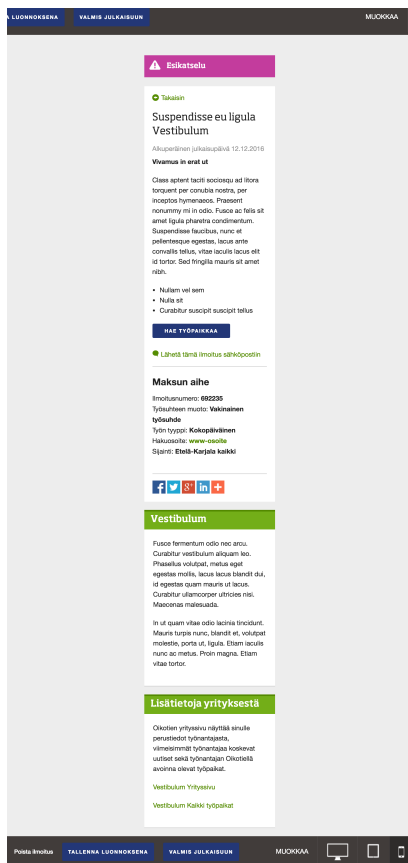 LUONNOKSENA VALMIS JULKAISUUN MUOKKAA
Esikatselu
Takaisin
Suspendisse eu ligula
Vestibulum
Alkuperäinen julkaisupäivä 12.12.2016
Vivamus in erat ut
Class aptent taciti sociosqu ad litora
torquent per conubia nostra, per
inceptos hymenaeos. Praesent
nonummy mi in odio. Fusce ac felis sit
amet ligula pharetra condimentum.
Suspendisse faucibus, nunc et
pellentesque egestas, lacus ante
convallis tellus, vitae iaculis lacus elit
id tortor. Sed fringilla mauris sit amet
nibh.
• Nullam vel sem
• Nulla sit
• Curabitur suscipit suscipit tellus
HAE TYÖPAIKKAA
Lähetä tämä ilmoitus sähköpostiin
Maksun aihe
Ilmoitusnumero: 692235
Työsuhteen muoto: Vakinainen
työsuhde
Työn tyyppi: Kokopäiväinen
Hakuosoite: www-osoite
Sijainti: Etelä-Karjala kaikki
Vestibulum
Fusce fermentum odio nec arcu.
Curabitur vestibulum aliquam leo.
Phasellus volutpat, metus eget
egestas mollis, lacus lacus blandit dui,
id egestas quam mauris ut lacus.
Curabitur ullamcorper ultricies nisi.
Maecenas malesuada.
In ut quam vitae odio lacinia tincidunt.
Mauris turpis nunc, blandit et, volutpat
molestie, porta ut, ligula. Etiam iaculis
nunc ac metus. Proin magna. Etiam
vitae tortor.
Lisätietoja yrityksestä
Oikotien yrityssivu näyttää sinulle
perustiedot työnantajasta,
viimeisimmät työnantajaa koskevat
uutiset sekä työnantajan Oikotiellä
avoinna olevat työpaikat.
Vestibulum Yrityssivu
Vestibulum Kaikki työpaikat
Poista ilmoitus TALLENNA LUONNOKSENA VALMIS JULKAISUUN MUOKKAA